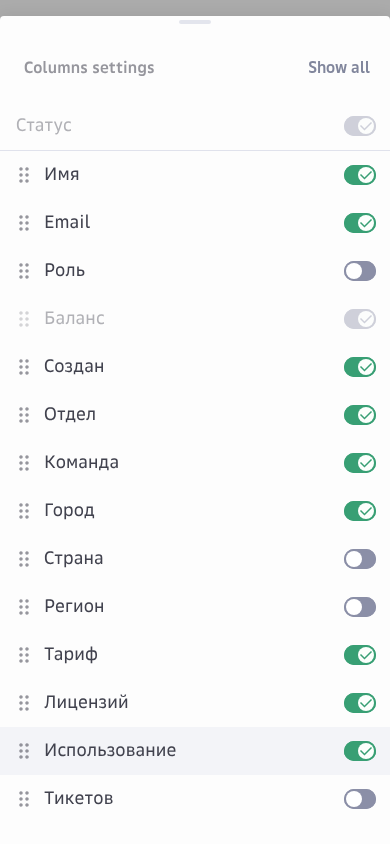 Columns settings
Show all
Статус
Имя
Email
Роль
Баланс
Создан
Отдел
Команда
Город
Страна
Регион
Тариф
Лицензий
Использование
Тикетов